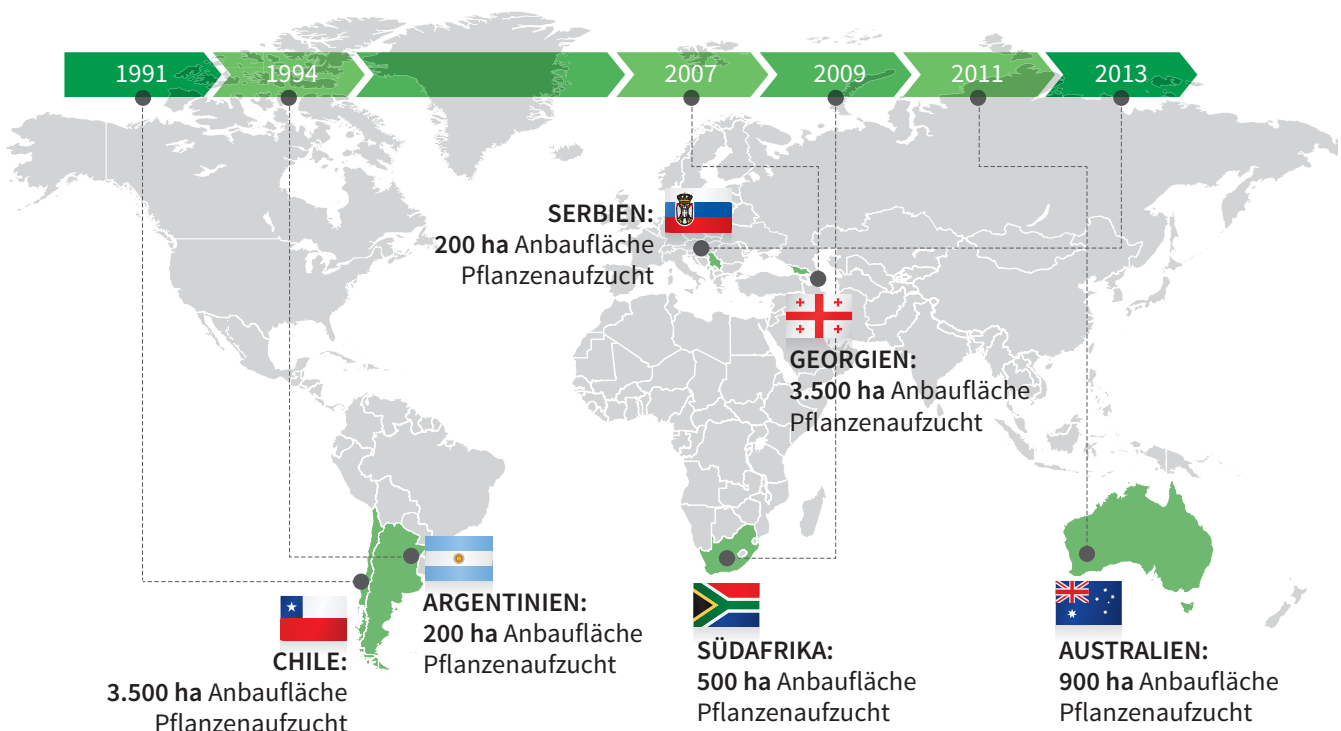 1991
1994
2007
2009
2011
2013
SERBIEN:
200 ha Anbaufläche
Pflanzenaufzucht
GEORGIEN:
3.500 ha Anbaufläche
Pflanzenaufzucht
CHILE:
3.500 ha Anbaufläche
Pflanzenaufzucht
ARGENTINIEN:
200 ha Anbaufläche
Pflanzenaufzucht
SÜDAFRIKA:
500 ha Anbaufläche
Pflanzenaufzucht
AUSTRALIEN:
900 ha Anbaufläche
Pflanzenaufzucht